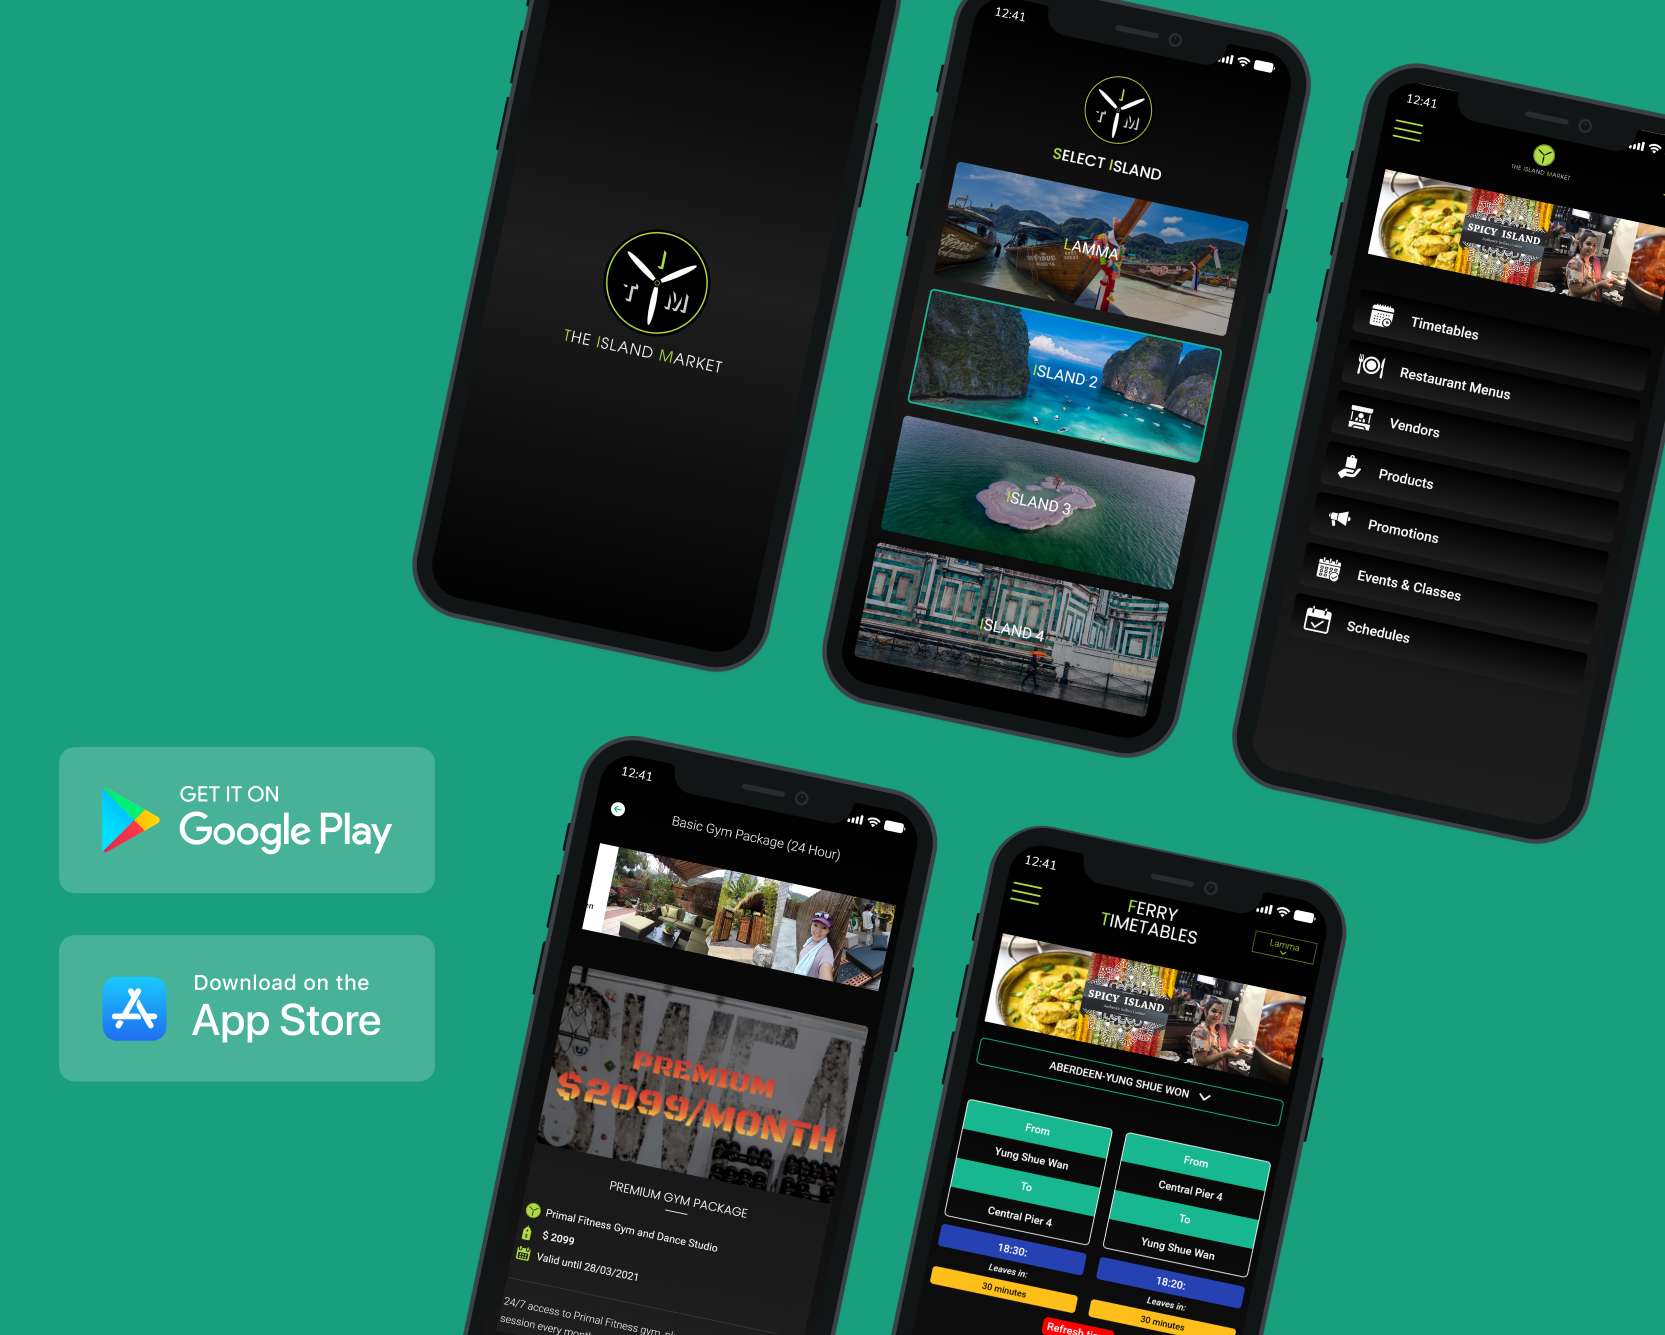 T I M
THE ISLAND MARKET
12:41
T I M
SELECT ISLAND
LAMMA
ISLAND 2
ISLAND 3
ISLAND 4
12:41
THE ISLAND MARKET
SPICY ISLAND
Timetables
Restaurant Menus
Vendors
Products
Promotions
Events & Classes
Schedules
GET IT ON
Google Play
Download on the
App Store
12:41
Basic Gym Package (24 Hour)
en
PREMIUM
$2099/MONTH
PREMIUM GYM PACKAGE
Primal Fitness Gym and Dance Studio
$ 2099
Valid until 28/03/2021
24/7 access to Primal Fitness gym,
session every
12:41
FERRY
TIMETABLES
Lamma
SPICY ISLAND
ABERDEEN-YUNG SHUE WON
From
Yung Shue Wan
To
Central Pier 4
18:30:
Leaves in:
30 minutes
From
Central Pier 4
To
Yung Shue Wan
18:20:
Leaves in:
30 minutes
Refresh